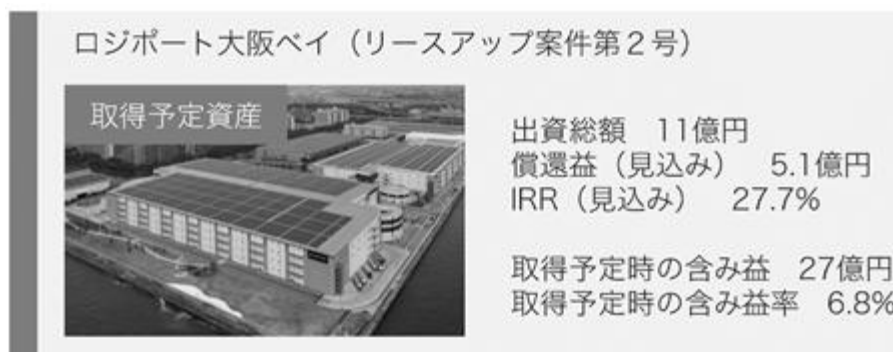 ロジポート大阪ベイ（リースアップ案件第２号）
取得予定資産
出資総額　11億円
償還益（見込み）　5.1億円
IRR（見込み）　27.7%
取得予定時の含み益　27億円
取得予定時の含み益率　6.8%